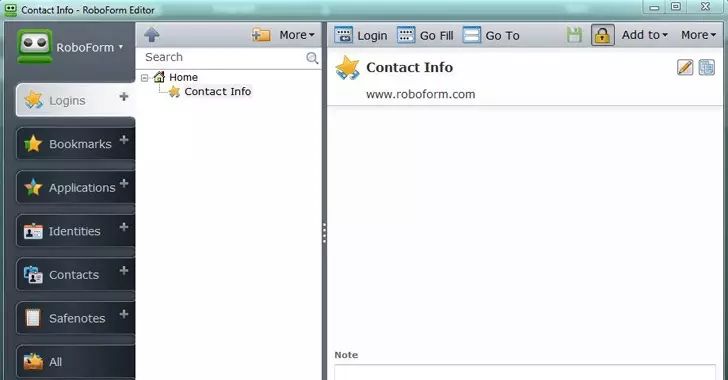 Contact Info - RoboForm Editor
RoboForm
Logins
Bookmarks
Applications
Identities
Contacts
Safenotes
All
More
Search
Home
Contact Info
Login
Go Fill
Go To
Add to
More
Contact Info
www.roboform.com
Note